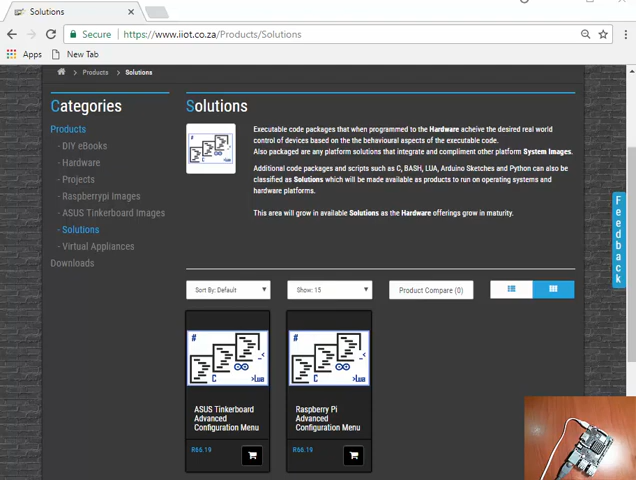 Solutions
Secure
https://www.iiot.co.za/Products/Solutions
Apps
New Tab
Products
Solutions
Categories
Products
- DIY eBooks
- Hardware
- Projects
- Raspberrypi Images
- ASUS Tinkerboard Images
- Solutions
- Virtual Appliances
Downloads
Solutions
Executable code packages that when programmed to the Hardware acheive the desired real world
control of devices based on the the behavioural aspects of the executable code.
Also packaged are any platform solutions that integrate and compliment other platform System Images.
Additional code packages and scripts such as C, BASH, LUA, Arduino Sketches and Python can also be
classified as Solutions which will be made available as products to run on operating systems and
hardware platforms.
This area will grow in available Solutions as the Hardware offerings grow in maturity.
Feedback
Sort By: Default
Show: 15
Product Compare (0)
#
C
>Lua
#
C
>Lua
ASUS Tinkerboard
Advanced
Configuration Menu
R66.19
Raspberry Pi
Advanced
Configuration Menu
R66.19